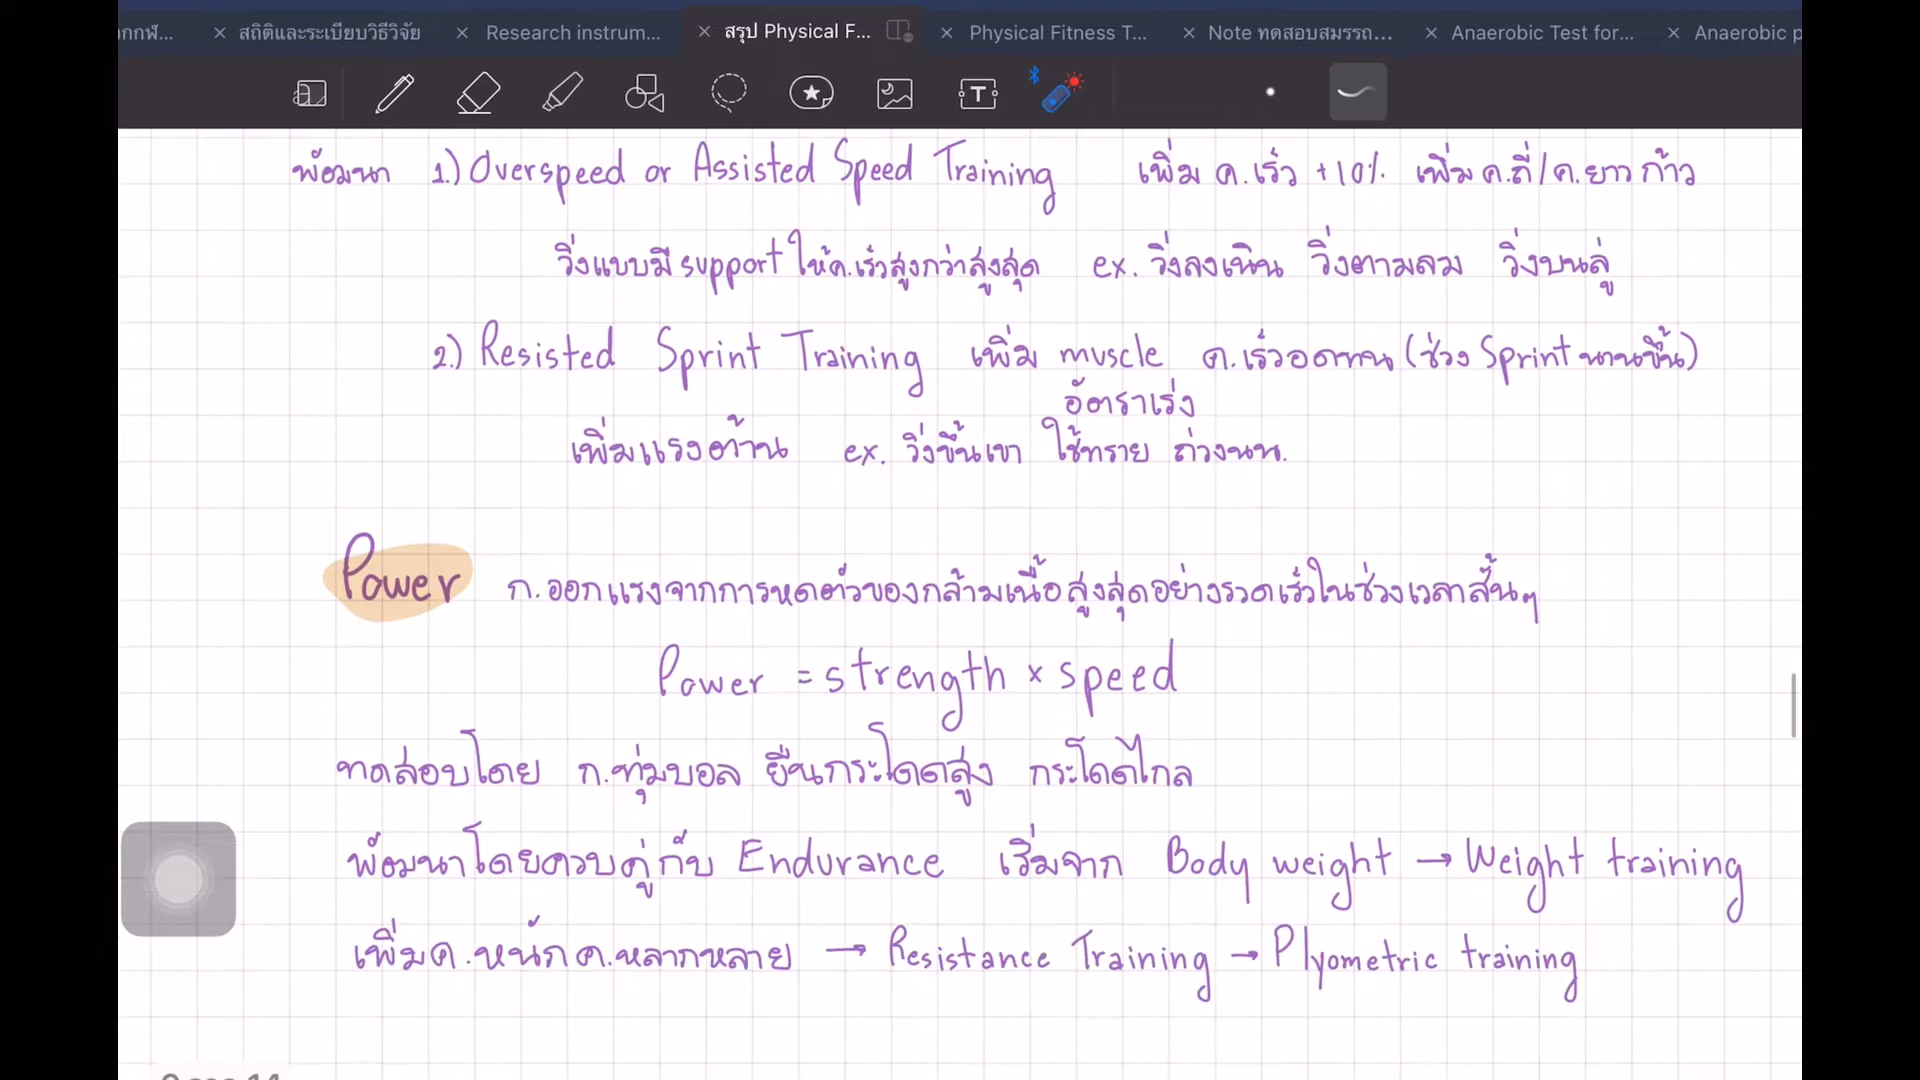 สถิติและระเบียบวิธีวิจัย Research instrum... สรุป Physical F... Physical Fitness T... Note ทดสอบสมรรถ... Anaerobic Test for... Anaerobic p
พัฒนา 1.) Overspeed or Assisted Speed Training เพิ่ม ค.เร็ว +10% เพิ่ม ค.ถี่/ค.ยาว ก้าว
วิ่งแบบมี support ให้ค.เร็วสูงกว่าสูงสุด ex. วิ่งลงเนิน วิ่งตามลม วิ่งบนลู่
2.) Resisted Sprint Training เพิ่ม muscle ค.เร็วอดทน (ช่วง Sprint นานขึ้น)
อัตราเร่ง
เพิ่มแรงต้าน ex. วิ่งขึ้นเขา ใช้ทราย ถ่วงนน.
Power ก.ออกแรงจากการหดตัวของกล้ามเนื้อสูงสุดอย่างรวดเร็วในช่วงเวลาสั้นๆ
Power = strength × speed
ทดสอบโดย ก.ทุ่มบอล ยืนกระโดดสูง กระโดดไกล
พัฒนาโดยควบคู่กับ Endurance เริ่มจาก Body weight → Weight training
เพิ่มค.หนัก ค.หลากหลาย → Resistance Training → Plyometric training